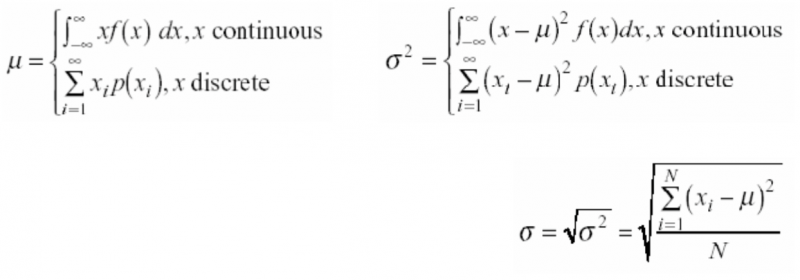 μ = { ∫_{-∞}^{∞} xf(x) dx, x continuous
∑_{i=1}^{∞} x_i p(x_i), x discrete
σ² = { ∫_{-∞}^{∞} (x − μ)² f(x)dx, x continuous
∑_{i=1}^{∞} (x_t − μ)² p(x_t), x discrete
σ = √σ² = √(∑_{i=1}^{N} (x_i − μ)² / N)